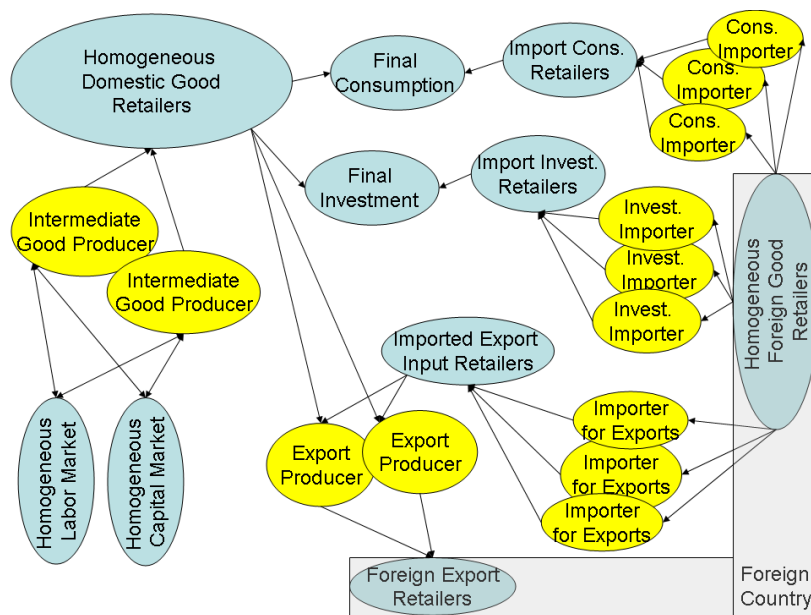 Homogeneous
Domestic Good
Retailers
Final
Consumption
Import Cons.
Retailers
Cons.
Importer
Cons.
Importer
Cons.
Importer
Final
Investment
Import Invest.
Retailers
Intermediate
Good Producer
Intermediate
Good Producer
Invest.
Importer
Invest.
Importer
Invest.
Importer
Homogeneous
Foreign Good
Retailers
Imported Export
Input Retailers
Homogeneous
Labor Market
Homogeneous
Capital Market
Export
Producer
Export
Producer
Importer
for Exports
Importer
for Exports
Importer
for Exports
Foreign Export
Retailers
Foreign
Country